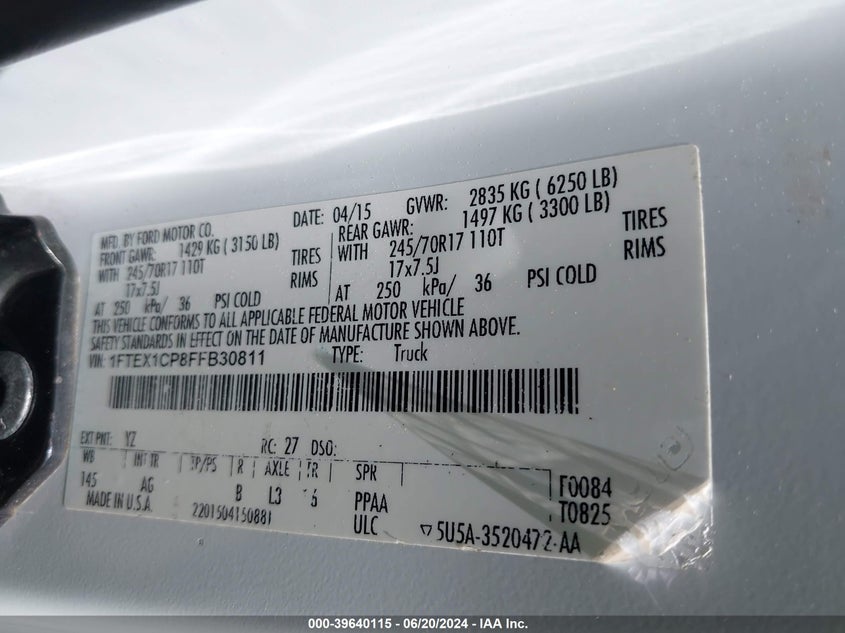 MFD. BY FORD MOTOR CO.
DATE: 04/15 GVWR: 2835 KG ( 6250 LB)
FRONT GAWR: 1429 KG ( 3150 LB) REAR GAWR: 1497 KG ( 3300 LB)
WITH 245/70R17 110T TIRES WITH 245/70R17 110T TIRES
17x7.5J RIMS 17x7.5J RIMS
AT 250 kPa/ 36 PSI COLD AT 250 kPa/ 36 PSI COLD
THIS VEHICLE CONFORMS TO ALL APPLICABLE FEDERAL MOTOR VEHICLE
SAFETY STANDARDS IN EFFECT ON THE DATE OF MANUFACTURE SHOWN ABOVE.
VIN: 1FTEX1CP8FFB30811 TYPE: Truck
EXT PNT: YZ RC: 27 DSO:
WB INT TR TP/PS R AXLE TR SPR
145 AG B L3 6 PPAA T0084
MADE IN U.S.A. 2201504150881 ULC T0825
5U5A-3520472-AA
000-39640115 - 06/20/2024 - IAA Inc.